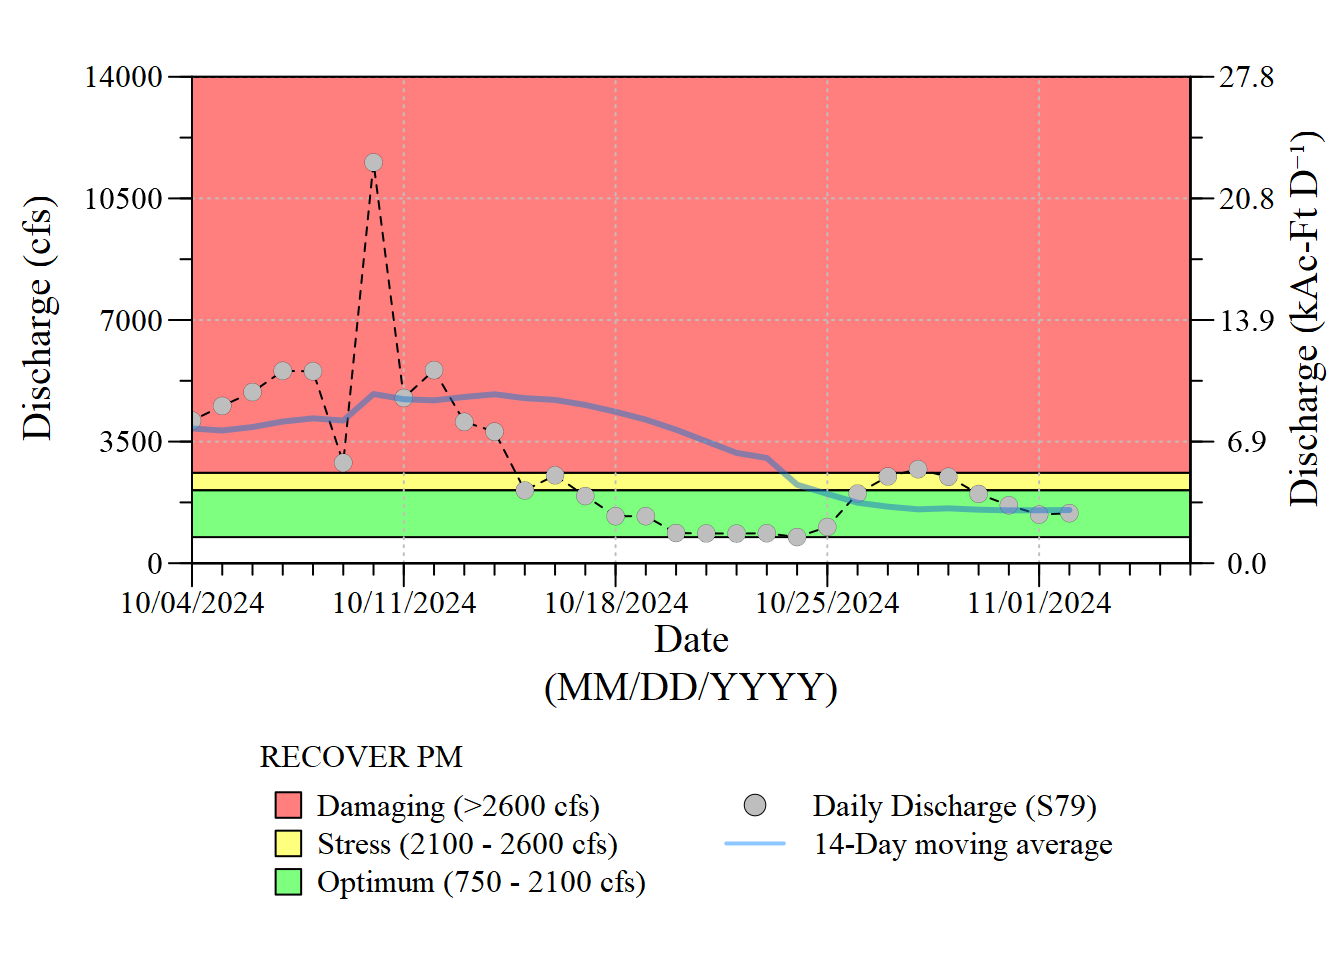 14000
10500
7000
3500
0
Discharge (cfs)
27.8
20.8
13.9
6.9
0.0
Discharge (kAc-Ft D⁻¹)
10/04/2024
10/11/2024
10/18/2024
10/25/2024
11/01/2024
Date
(MM/DD/YYYY)
RECOVER PM
Damaging (>2600 cfs)
Stress (2100 - 2600 cfs)
Optimum (750 - 2100 cfs)
Daily Discharge (S79)
14-Day moving average